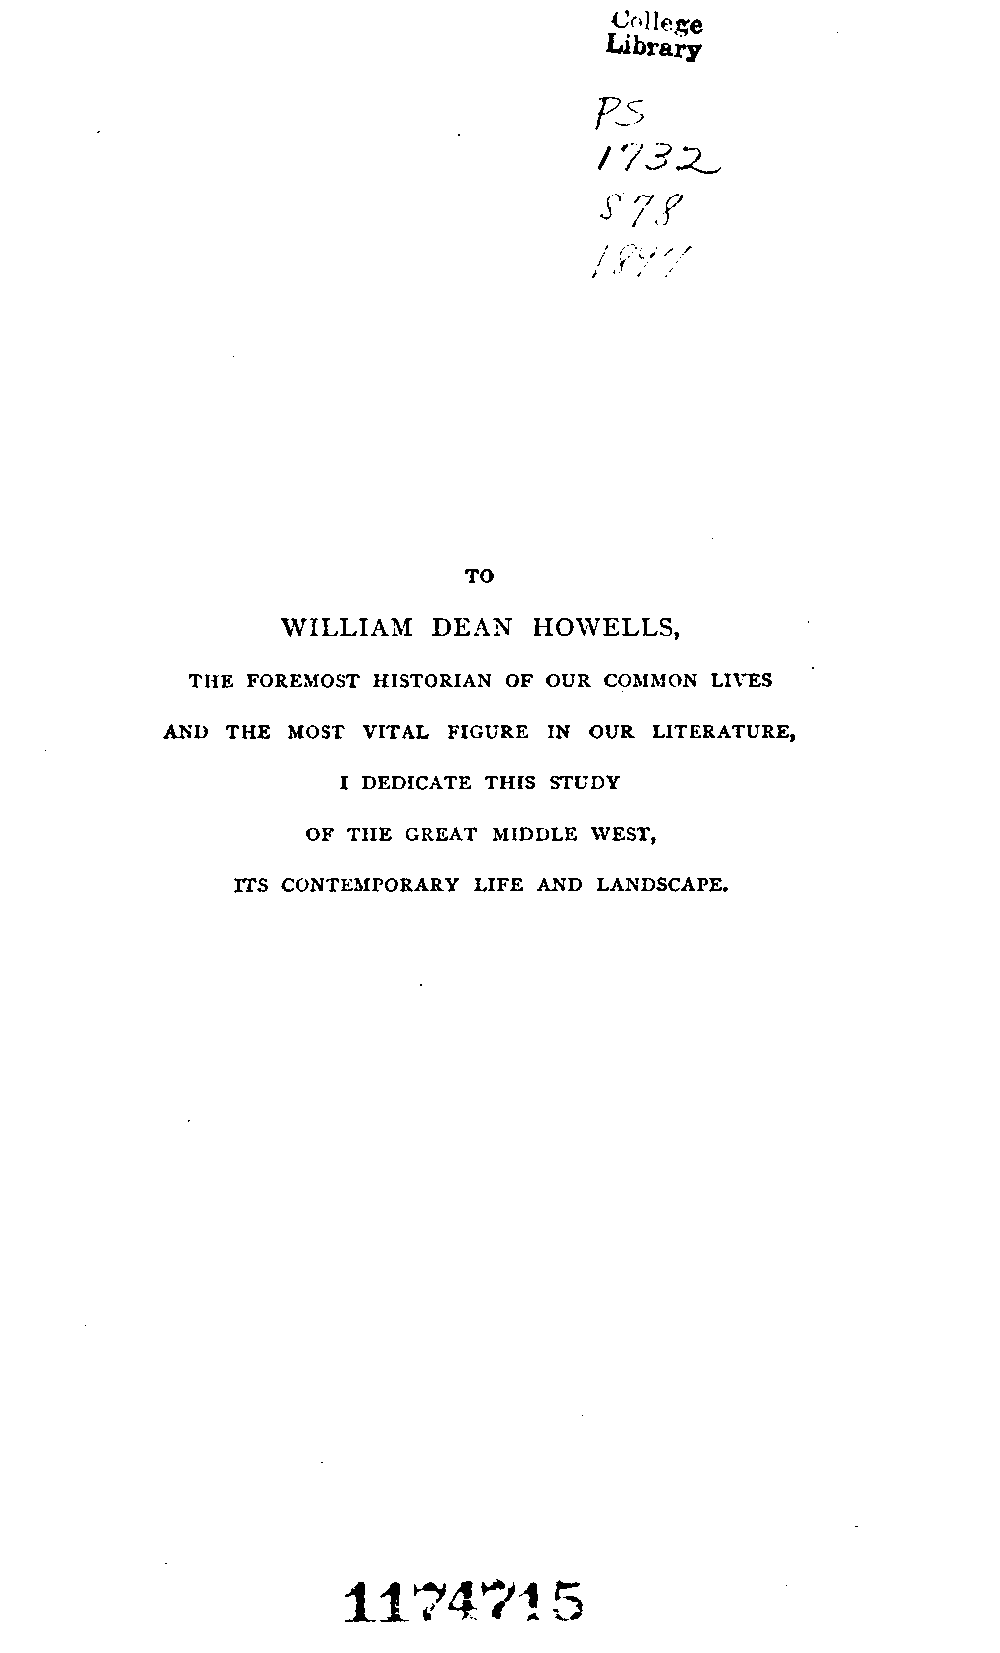 College
Library
PS
1732
S78
TO
WILLIAM DEAN HOWELLS,
THE FOREMOST HISTORIAN OF OUR COMMON LIVES
AND THE MOST VITAL FIGURE IN OUR LITERATURE,
I DEDICATE THIS STUDY
OF THE GREAT MIDDLE WEST,
ITS CONTEMPORARY LIFE AND LANDSCAPE.
1174715